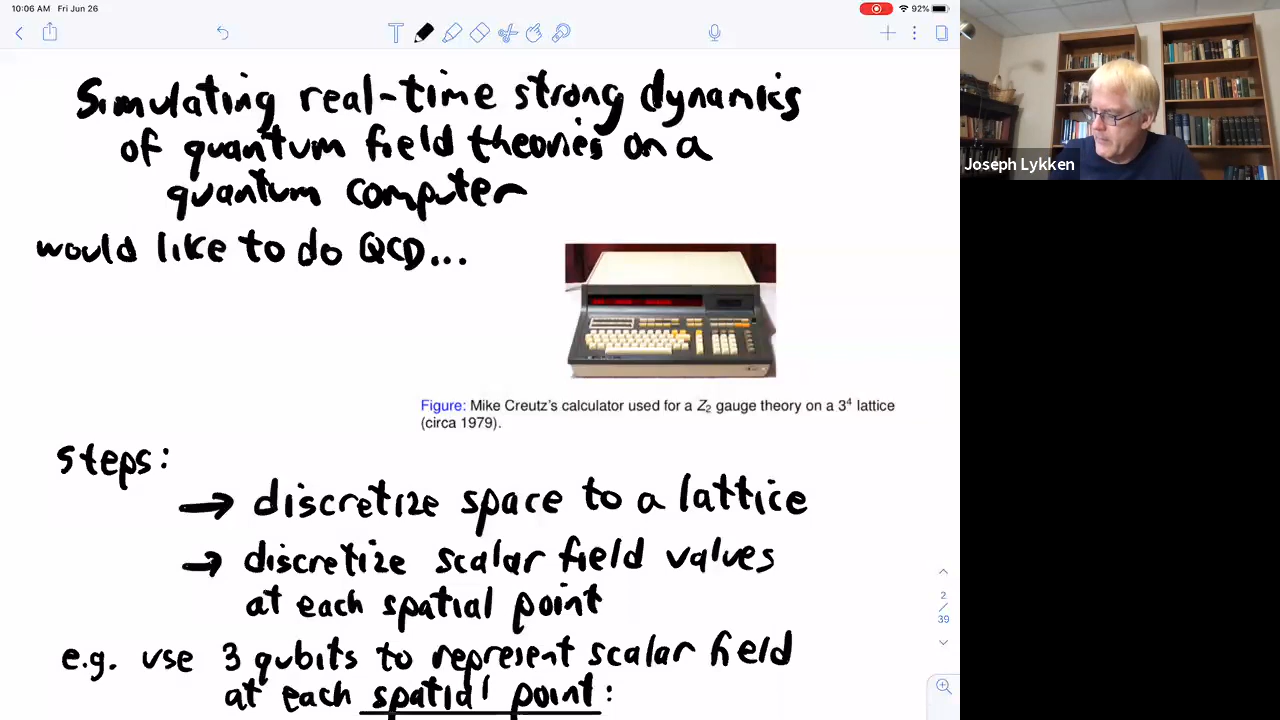 10:06 AM Fri Jun 26
92%
Simulating real-time strong dynamics
of quantum field theories on a
quantum computer
would like to do QCD...
Figure: Mike Creutz's calculator used for a Z₂ gauge theory on a 3⁴ lattice
(circa 1979).
steps:
→ discretize space to a lattice
→ discretize scalar field values
at each spatial point
e.g. use 3 qubits to represent scalar field
at each spatial point:
2
/
39
Joseph Lykken